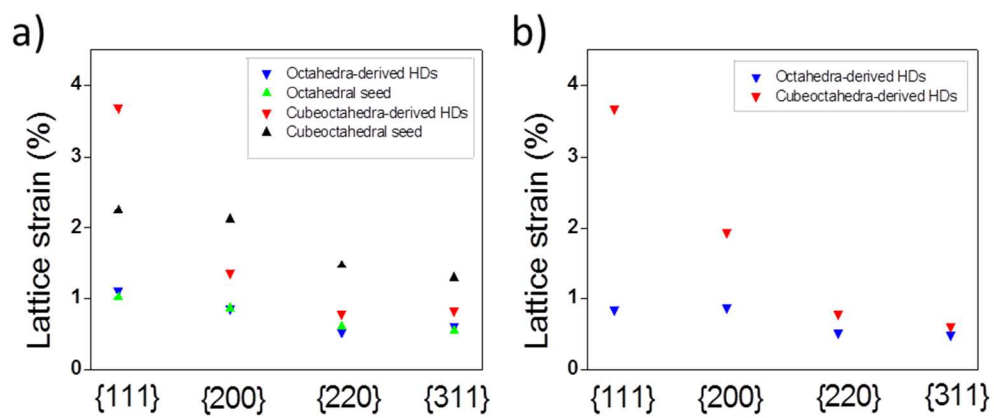 a)
Octahedra-derived HDs
Octahedral seed
Cubeoctahedra-derived HDs
Cubeoctahedral seed
Lattice strain (%)
4
3
2
1
0
{111} {200} {220} {311}
b)
Octahedra-derived HDs
Cubeoctahedra-derived HDs
Lattice strain (%)
4
3
2
1
0
{111} {200} {220} {311}